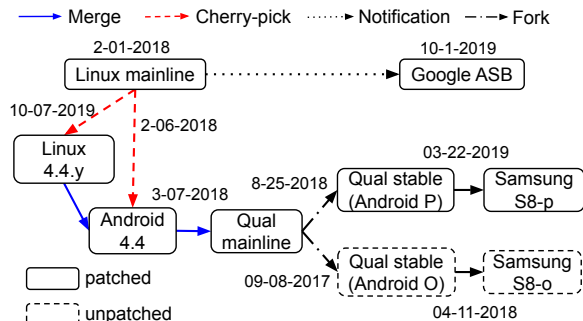 Merge Cherry-pick Notification Fork
2-01-2018 10-1-2019
Linux mainline Google ASB
10-07-2019
2-06-2018
Linux
4.4.y
03-22-2019
3-07-2018 8-25-2018
Qual stable
(Android P)
Samsung
S8-p
Android
4.4
Qual
mainline
09-08-2017
Qual stable
(Android O)
Samsung
S8-o
patched
04-11-2018
unpatched